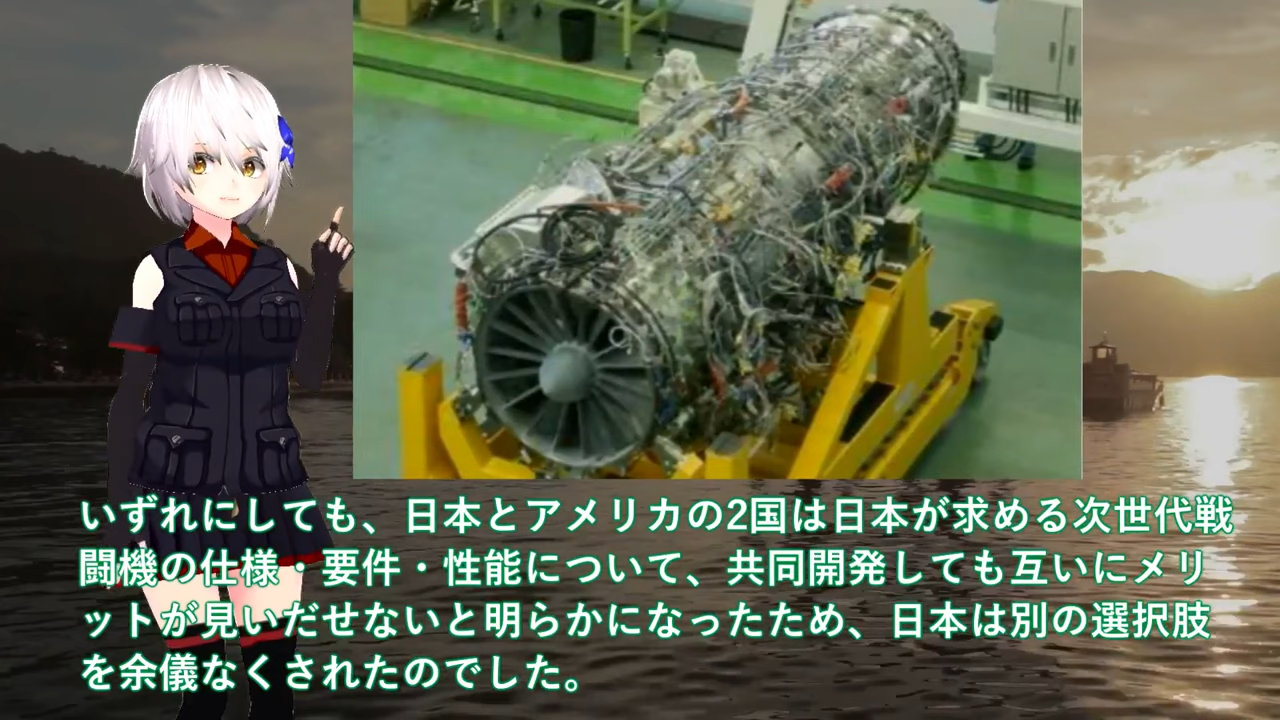 いずれにしても、日本とアメリカの2国は日本が求める次世代戦
闘機の仕様・要件・性能について、共同開発しても互いにメリ
ットが見いだせないと明らかになったため、日本は別の選択肢
を余儀なくされたのでした。